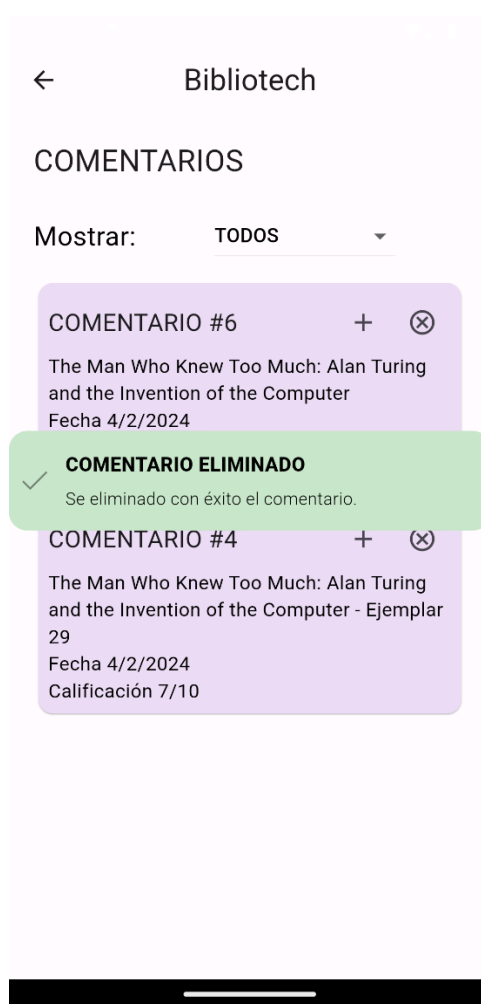 Bibliotech
COMENTARIOS
Mostrar: TODOS
COMENTARIO #6
The Man Who Knew Too Much: Alan Turing
and the Invention of the Computer
Fecha 4/2/2024
COMENTARIO ELIMINADO
Se eliminado con éxito el comentario.
COMENTARIO #4
The Man Who Knew Too Much: Alan Turing
and the Invention of the Computer - Ejemplar
29
Fecha 4/2/2024
Calificación 7/10